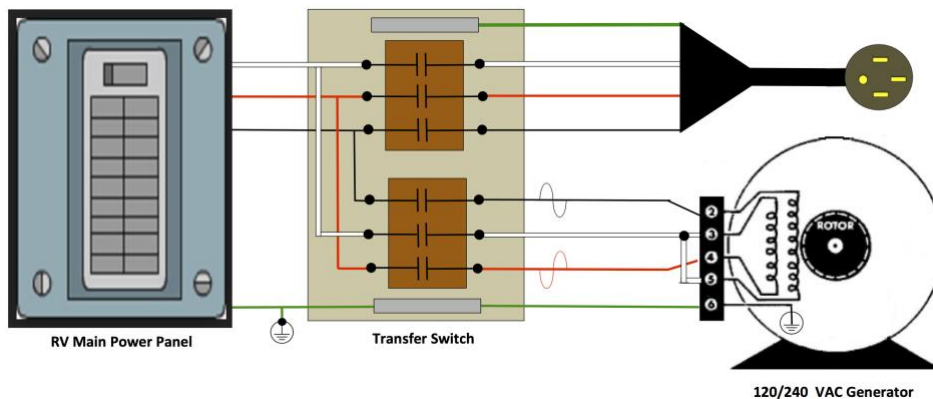 2
3
ROTOR
4
5
6
RV Main Power Panel
Transfer Switch
120/240 VAC Generator